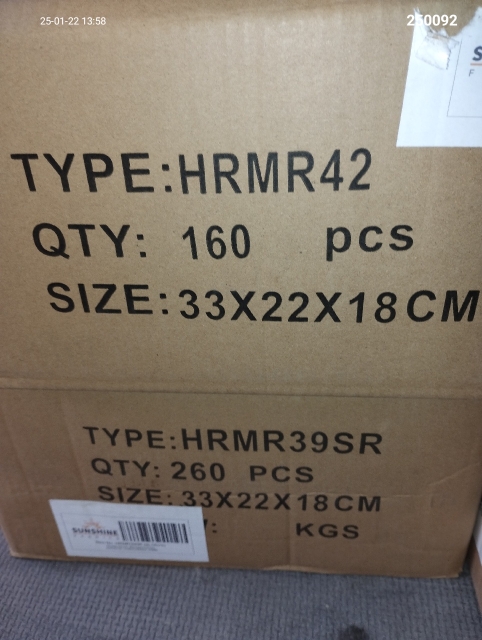 25-01-22 13:58
250092
S
F
TYPE:HRMR42
QTY: 160 pcs
SIZE:33X22X18CM
TYPE:HRMR39SR
QTY: 260 PCS
SIZE:33X22X18CM
: KGS
SUNSHINE